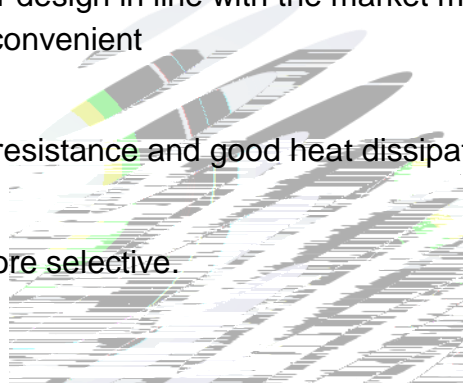 design in line with the market m
convenient
resistance and good heat dissipat
ore selective.